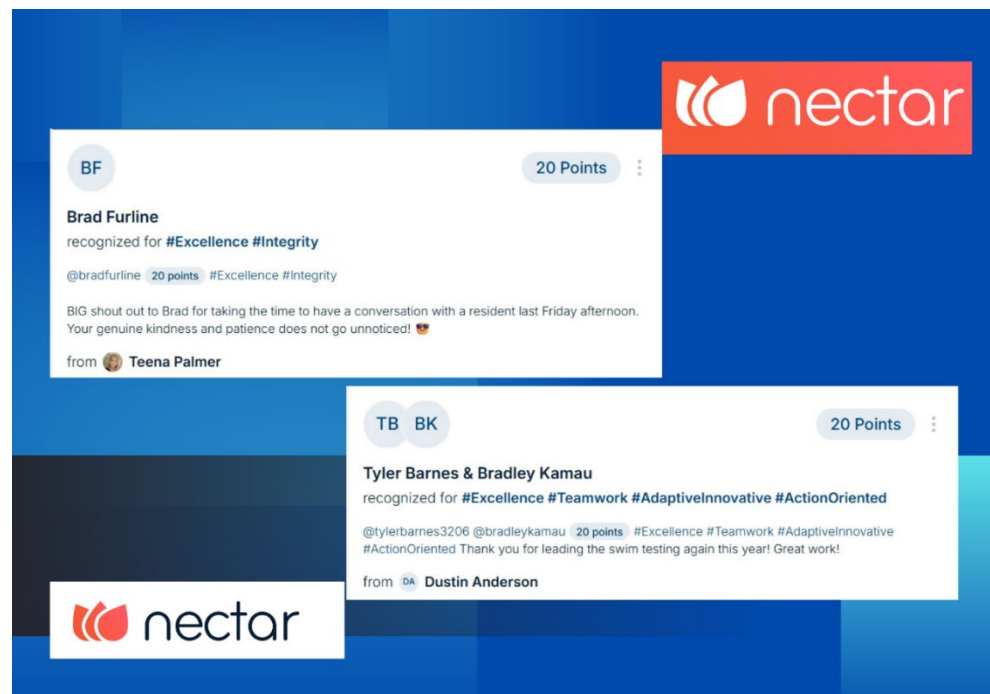 nectar
BF
20 Points
Brad Furline
recognized for #Excellence #Integrity
@bradfurline 20 points #Excellence #Integrity
BIG shout out to Brad for taking the time to have a conversation with a resident last Friday afternoon.
Your genuine kindness and patience does not go unnoticed! 😎
from Teena Palmer
TB BK
20 Points
Tyler Barnes & Bradley Kamau
recognized for #Excellence #Teamwork #AdaptiveInnovative #ActionOriented
@tylerbarnes3206 @bradleykamau 20 points #Excellence #Teamwork #AdaptiveInnovative
#ActionOriented Thank you for leading the swim testing again this year! Great work!
from DA Dustin Anderson
nectar